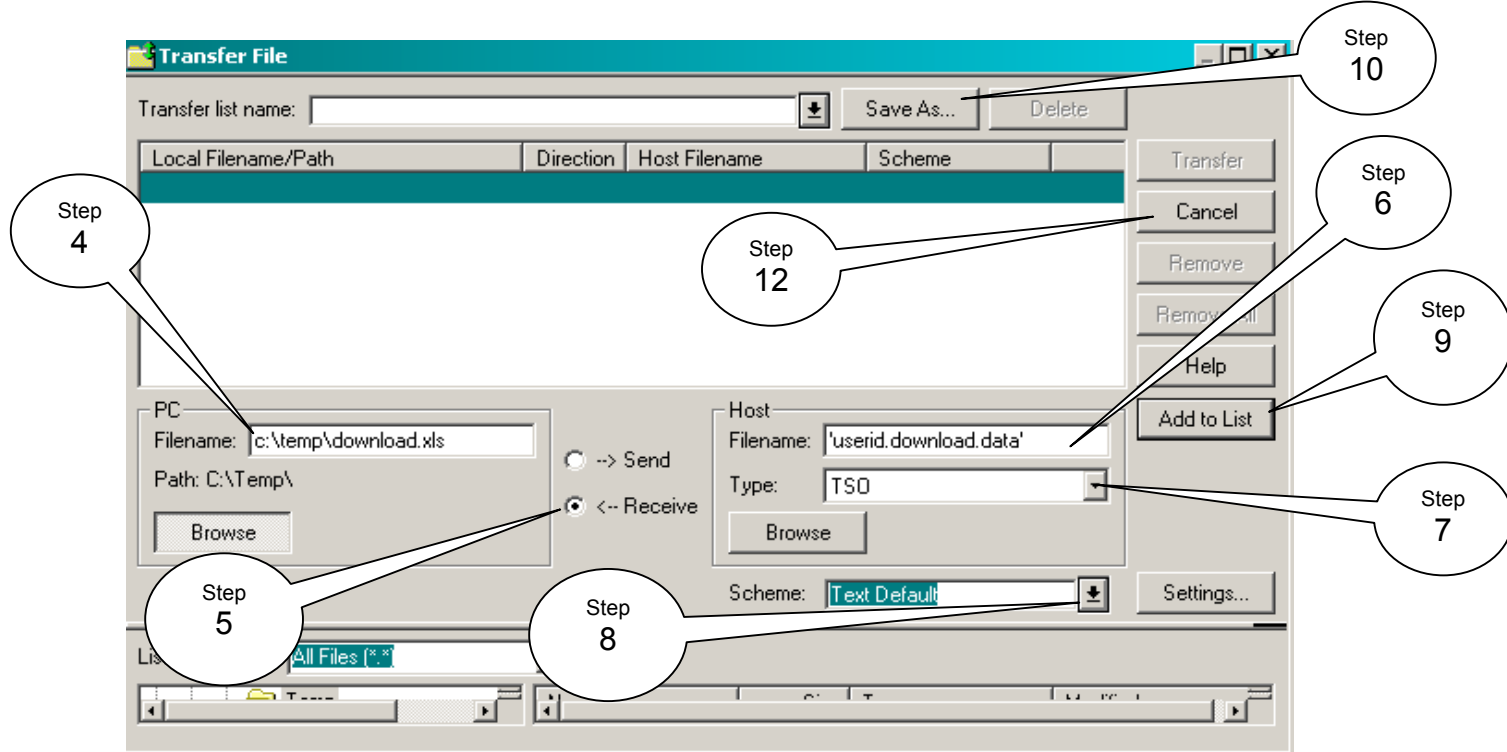 Step
10
Transfer File
Transfer list name:
Save As...
Delete
Local Filename/Path
Direction
Host Filename
Scheme
Transfer
Step
6
Step
4
Cancel
Step
12
Remove
Step
9
Help
PC
Filename: c:\temp\download.xls
Path: C:\Temp\
Browse
--> Send
<-- Receive
Host
Filename: 'userid.download.data'
Type: TSO
Browse
Add to List
Step
7
Step
5
Step
8
Scheme: Text Default
Settings...
All Files (*.*)